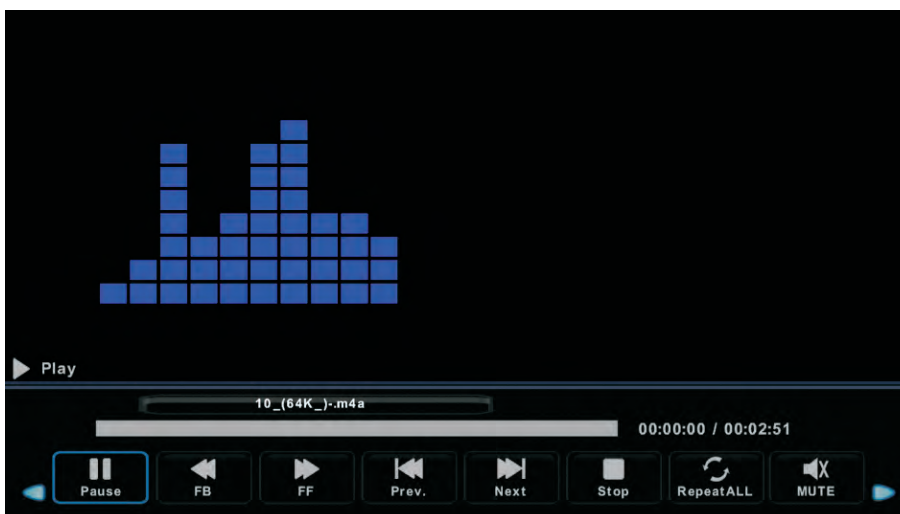 Play
10_(64K_)-.m4a
00:00:00 / 00:02:51
Pause FB FF Prev. Next Stop RepeatALL MUTE